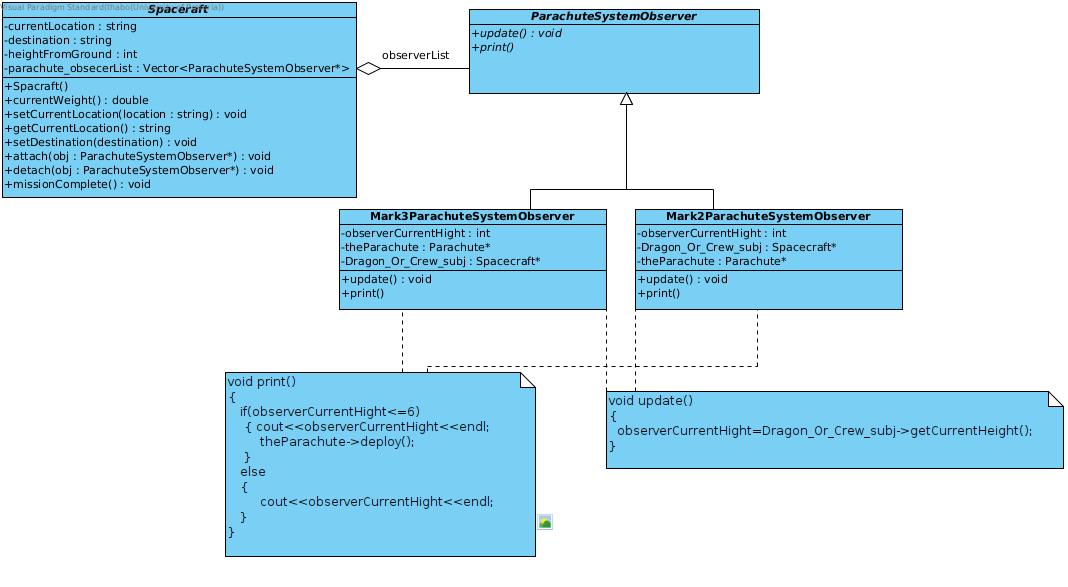 Visual Paradigm Standard(thabo(University of Pretoria))
Spacraft
-currentLocation : string
-destination : string
-heightFromGround : int
-parachute_obsecerList : Vector<ParachuteSystemObserver*>
+Spacraft()
+currentWeight() : double
+setCurrentLocation(location : string) : void
+getCurrentLocation() : string
+setDestination(destination) : void
+attach(obj : ParachuteSystemObserver*) : void
+detach(obj : ParachuteSystemObserver*) : void
+missionComplete() : void
observerList
ParachuteSystemObserver
+update() : void
+print()
Mark3ParachuteSystemObserver
-observerCurrentHight : int
-theParachute : Parachute*
-Dragon_Or_Crew_subj : Spacecraft*
+update() : void
+print()
Mark2ParachuteSystemObserver
-observerCurrentHight : int
-Dragon_Or_Crew_subj : Spacecraft*
-theParachute : Parachute*
+update() : void
+print()
void print()
{
if(observerCurrentHight<=6)
{ cout<<observerCurrentHight<<endl;
theParachute->deploy();
}
else
{
cout<<observerCurrentHight<<endl;
}
}
void update()
{
observerCurrentHight=Dragon_Or_Crew_subj->getCurrentHeight();
}